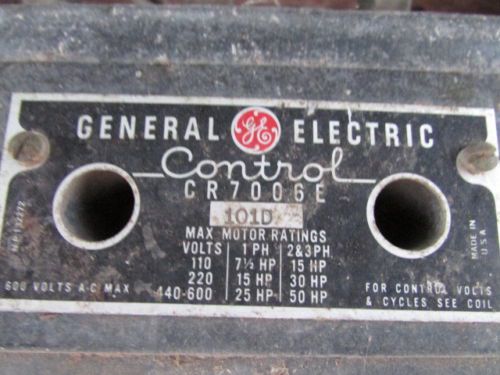 GENERAL GE ELECTRIC
Control
CR7006E
101D
MAX MOTOR RATINGS
VOLTS 1 PH 2&3PH
110 7½ HP 15 HP
220 15 HP 30 HP
440-600 25 HP 50 HP
600 VOLTS A-C MAX
FOR CONTROL VOLTS
& CYCLES SEE COIL
MADE IN
U.S.A.